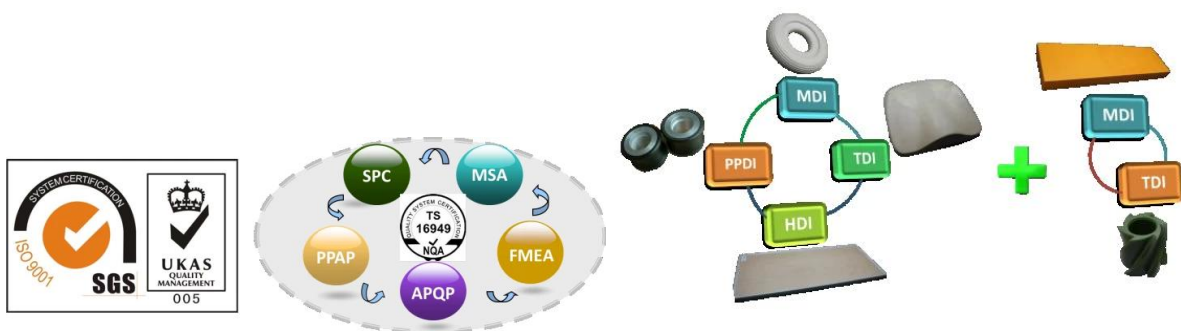 SYSTEM CERTIFICATION
ISO 9001
SGS
UKAS
QUALITY
MANAGEMENT
005
SPC
MSA
PPAP
FMEA
APQP
QUALITY SYSTEM CERTIFICATION
TS
16949
NQA
MDI
PPDI
TDI
HDI
MDI
TDI